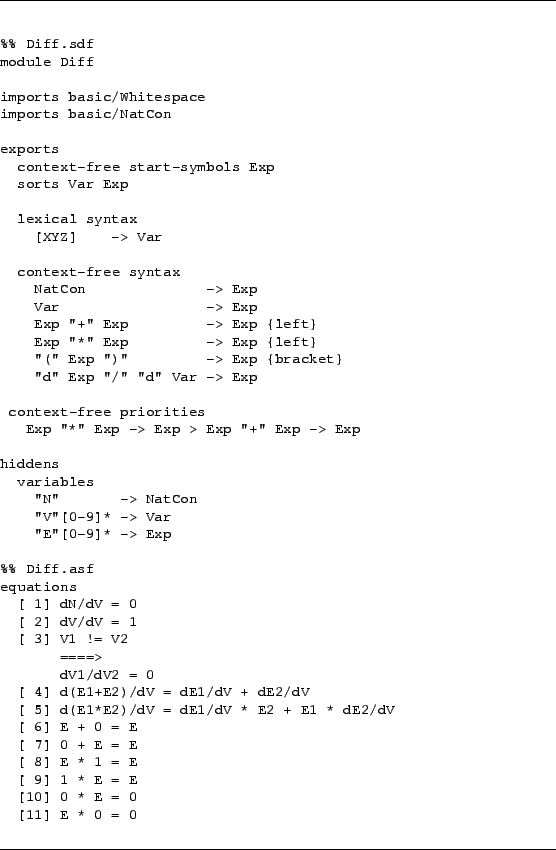 %% Diff.sdf
module Diff

imports basic/Whitespace
imports basic/NatCon

exports
  context-free start-symbols Exp
  sorts Var Exp

  lexical syntax
    [XYZ]    -> Var

  context-free syntax
    NatCon              -> Exp
    Var                 -> Exp
    Exp "+" Exp         -> Exp {left}
    Exp "*" Exp         -> Exp {left}
    "(" Exp ")"         -> Exp {bracket}
    "d" Exp "/" "d" Var -> Exp

 context-free priorities
   Exp "*" Exp -> Exp > Exp "+" Exp -> Exp

hiddens
  variables
    "N"       -> NatCon
    "V"[0-9]* -> Var
    "E"[0-9]* -> Exp

%% Diff.asf
equations
  [ 1] dN/dV = 0
  [ 2] dV/dV = 1
  [ 3] V1 != V2
       ====>
       dV1/dV2 = 0
  [ 4] d(E1+E2)/dV = dE1/dV + dE2/dV
  [ 5] d(E1*E2)/dV = dE1/dV * E2 + E1 * dE2/dV
  [ 6] E + 0 = E
  [ 7] 0 + E = E
  [ 8] E * 1 = E
  [ 9] 1 * E = E
  [10] 0 * E = 0
  [11] E * 0 = 0